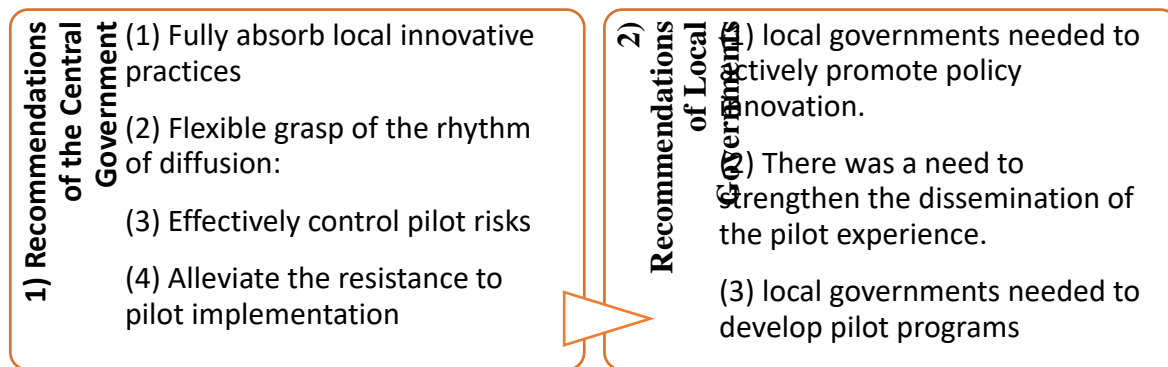 1) Recommendations
of the Central
Government
(1) Fully absorb local innovative
practices
(2) Flexible grasp of the rhythm
of diffusion:
(3) Effectively control pilot risks
(4) Alleviate the resistance to
pilot implementation
2)
Recommendations
of Local
Governments
(1) local governments needed to
actively promote policy
innovation.
(2) There was a need to
strengthen the dissemination of
the pilot experience.
(3) local governments needed to
develop pilot programs